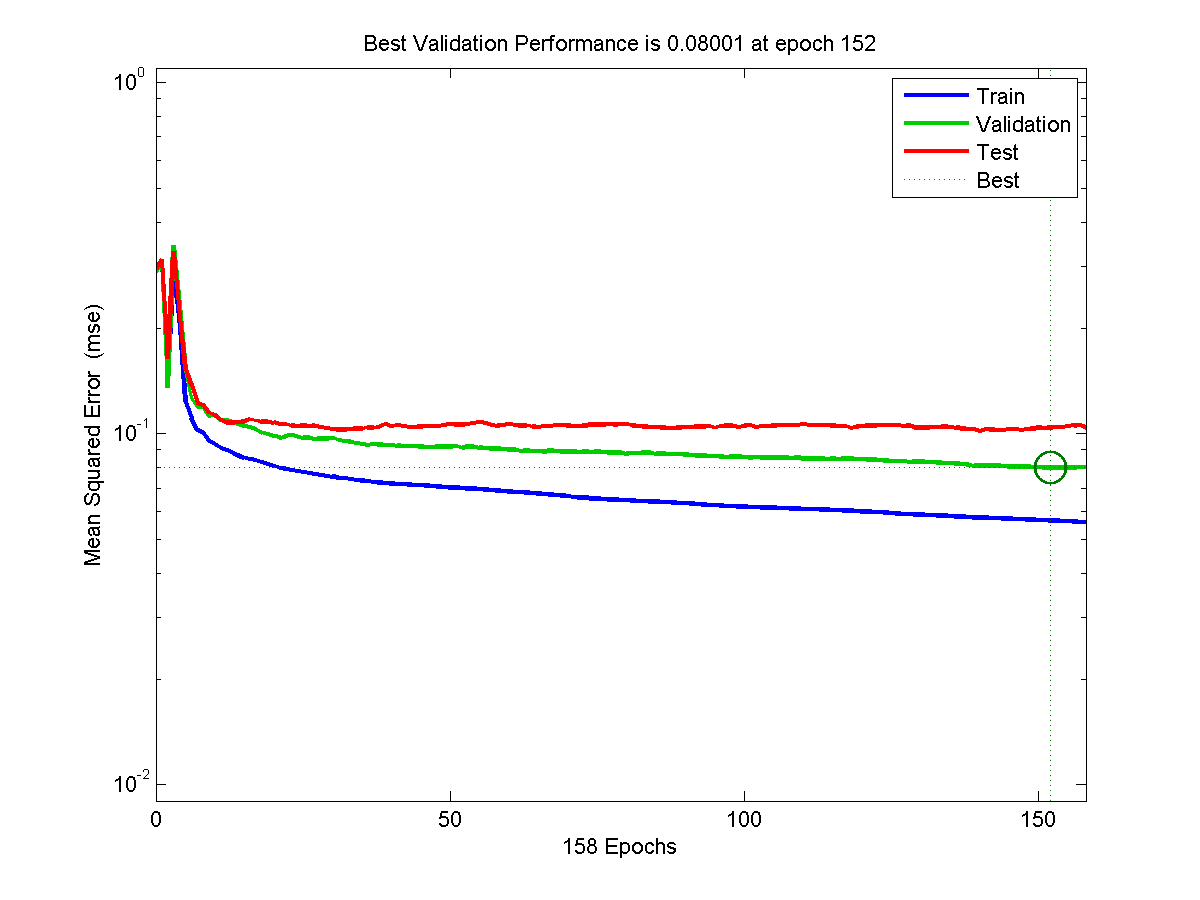 Best Validation Performance is 0.08001 at epoch 152
10^0
10^-1
10^-2
Mean Squared Error (mse)
Train
Validation
Test
Best
0
50
100
150
158 Epochs